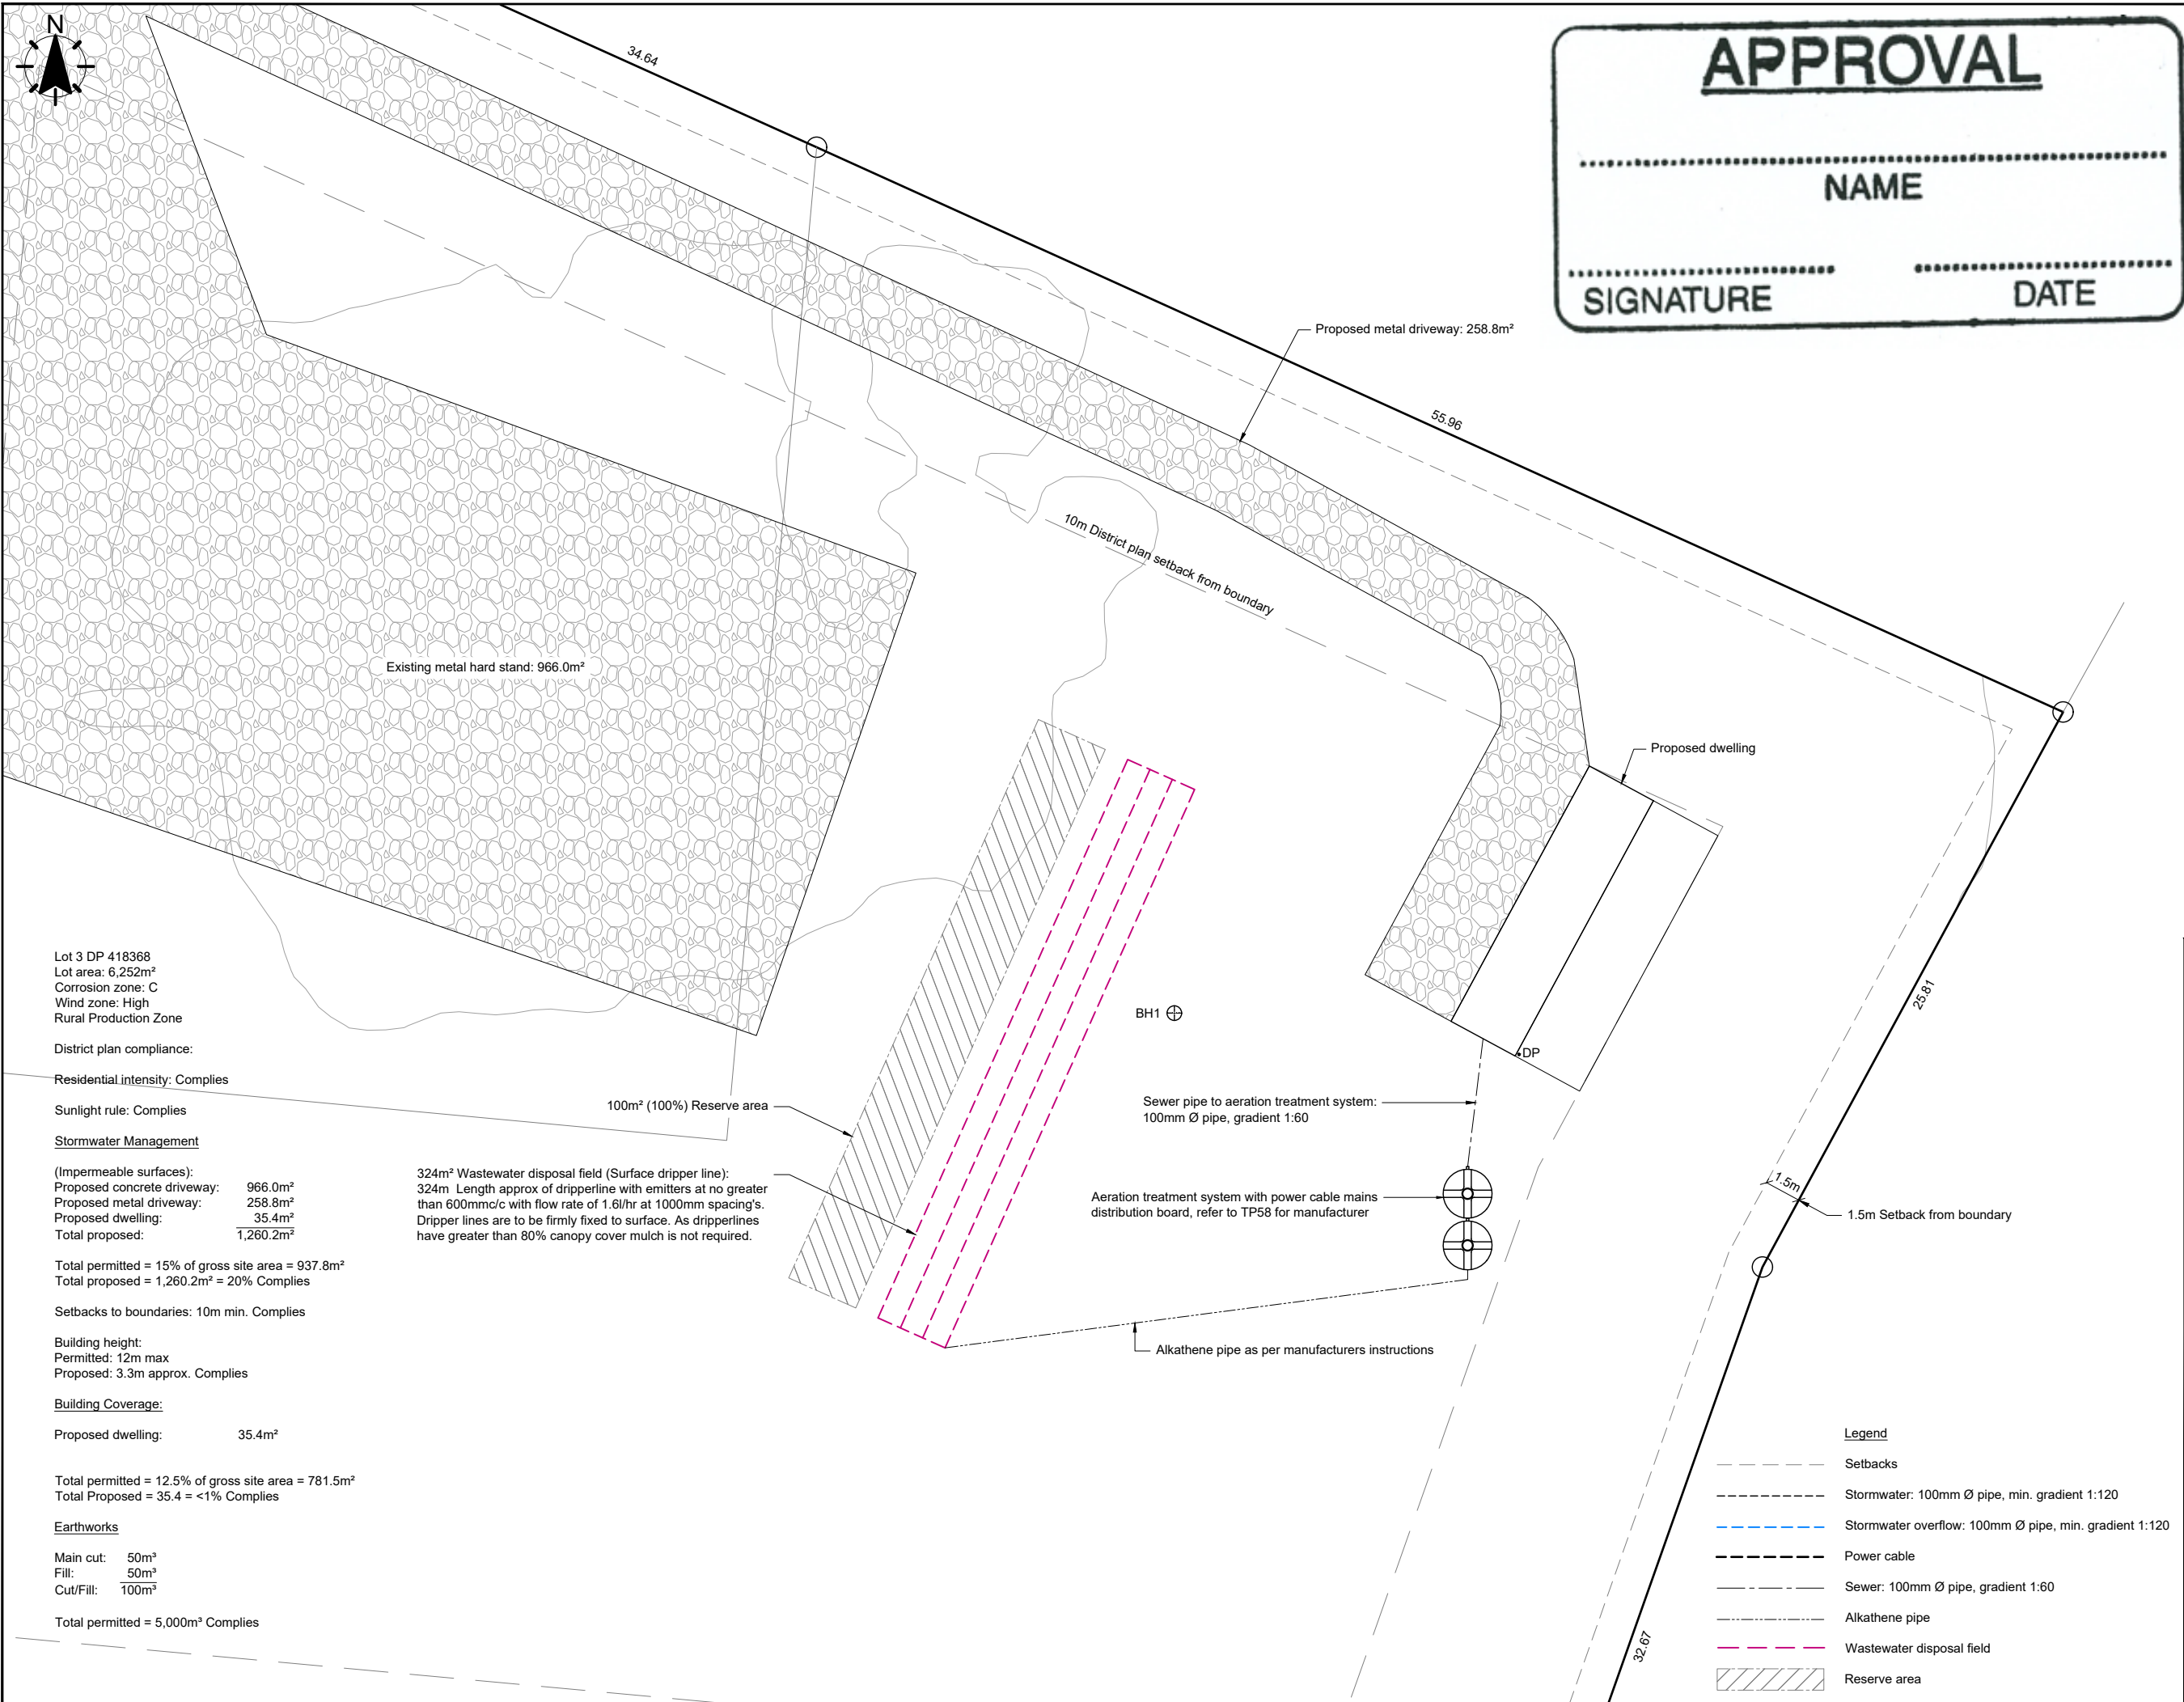 N
APPROVAL
NAME
SIGNATURE DATE
34.64
Proposed metal driveway: 258.8m²
55.96
10m District plan setback from boundary
Existing metal hard stand: 966.0m²
Proposed dwelling
25.81
BH1
DP
Lot 3 DP 418368
Lot area: 6,252m²
Corrosion zone: C
Wind zone: High
Rural Production Zone
District plan compliance:
Residential intensity: Complies
Sunlight rule: Complies
Stormwater Management
(Impermeable surfaces):
Proposed concrete driveway: 966.0m²
Proposed metal driveway: 258.8m²
Proposed dwelling: 35.4m²
Total proposed: 1,260.2m²
Total permitted = 15% of gross site area = 937.8m²
Total proposed = 1,260.2m² = 20% Complies
Setbacks to boundaries: 10m min. Complies
Building height:
Permitted: 12m max
Proposed: 3.3m approx. Complies
Building Coverage:
Proposed dwelling: 35.4m²
Total permitted = 12.5% of gross site area = 781.5m²
Total Proposed = 35.4 = <1% Complies
Earthworks
Main cut: 50m³
Fill: 50m³
Cut/Fill: 100m³
Total permitted = 5,000m³ Complies
100m² (100%) Reserve area
324m² Wastewater disposal field (Surface dripper line):
324m Length approx of dripperline with emitters at no greater
than 600mmc/c with flow rate of 1.6l/hr at 1000mm spacing's.
Dripper lines are to be firmly fixed to surface. As dripperlines
have greater than 80% canopy cover mulch is not required.
Sewer pipe to aeration treatment system:
100mm Ø pipe, gradient 1:60
Aeration treatment system with power cable mains
distribution board, refer to TP58 for manufacturer
Alkathene pipe as per manufacturers instructions
1.5m
1.5m Setback from boundary
32.67
Legend
Setbacks
Stormwater: 100mm Ø pipe, min. gradient 1:120
Stormwater overflow: 100mm Ø pipe, min. gradient 1:120
Power cable
Sewer: 100mm Ø pipe, gradient 1:60
Alkathene pipe
Wastewater disposal field
Reserve area